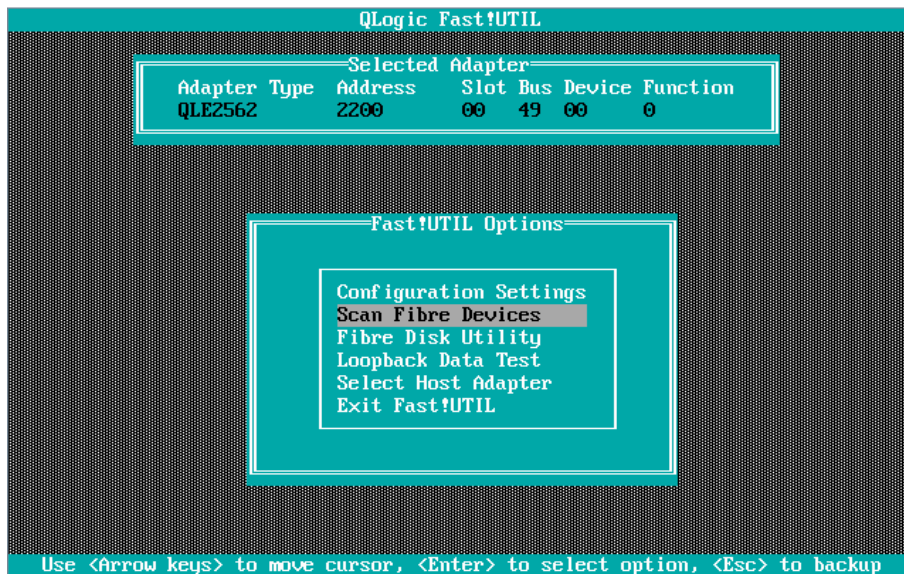 QLogic Fast!UTIL
Selected Adapter
Adapter Type Address Slot Bus Device Function
QLE2562 2200 00 49 00 0
Fast!UTIL Options
Configuration Settings
Scan Fibre Devices
Fibre Disk Utility
Loopback Data Test
Select Host Adapter
Exit Fast!UTIL
Use <Arrow keys> to move cursor, <Enter> to select option, <Esc> to backup